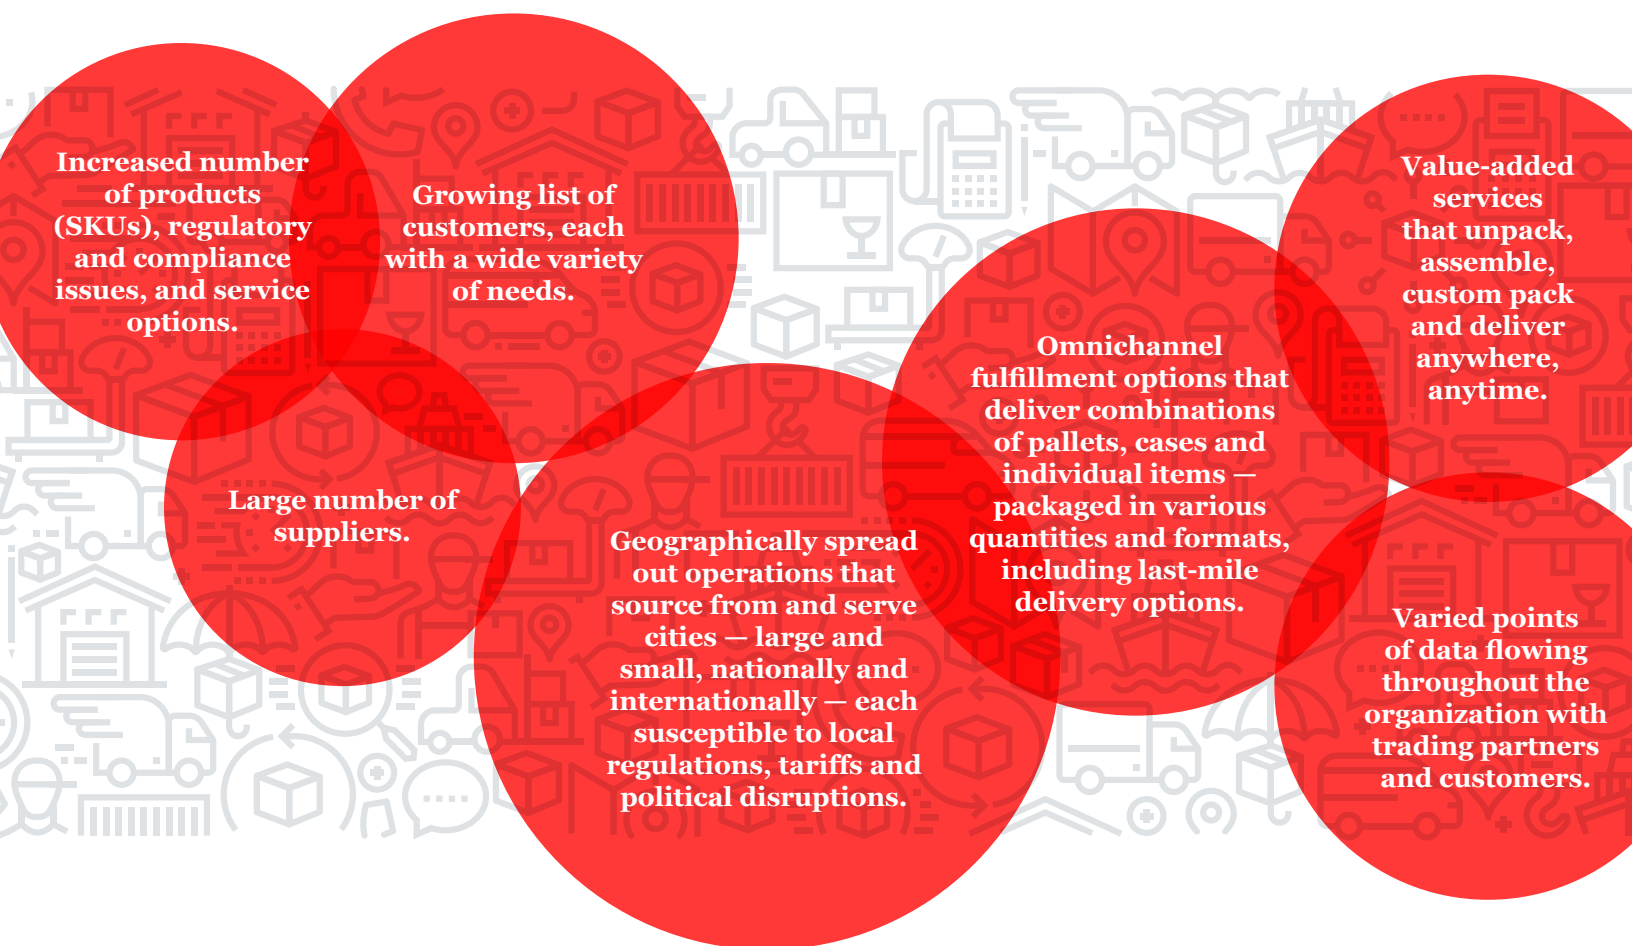 Increased number
of products
(SKUs), regulatory
and compliance
issues, and service
options.
Growing list of
customers, each
with a wide variety
of needs.
Large number of
suppliers.
Geographically spread
out operations that
source from and serve
cities — large and
small, nationally and
internationally — each
susceptible to local
regulations, tariffs and
political disruptions.
Omnichannel
fulfillment options that
deliver combinations
of pallets, cases and
individual items —
packaged in various
quantities and formats,
including last-mile
delivery options.
Value-added
services
that unpack,
assemble,
custom pack
and deliver
anywhere,
anytime.
Varied points
of data flowing
throughout the
organization with
trading partners
and customers.